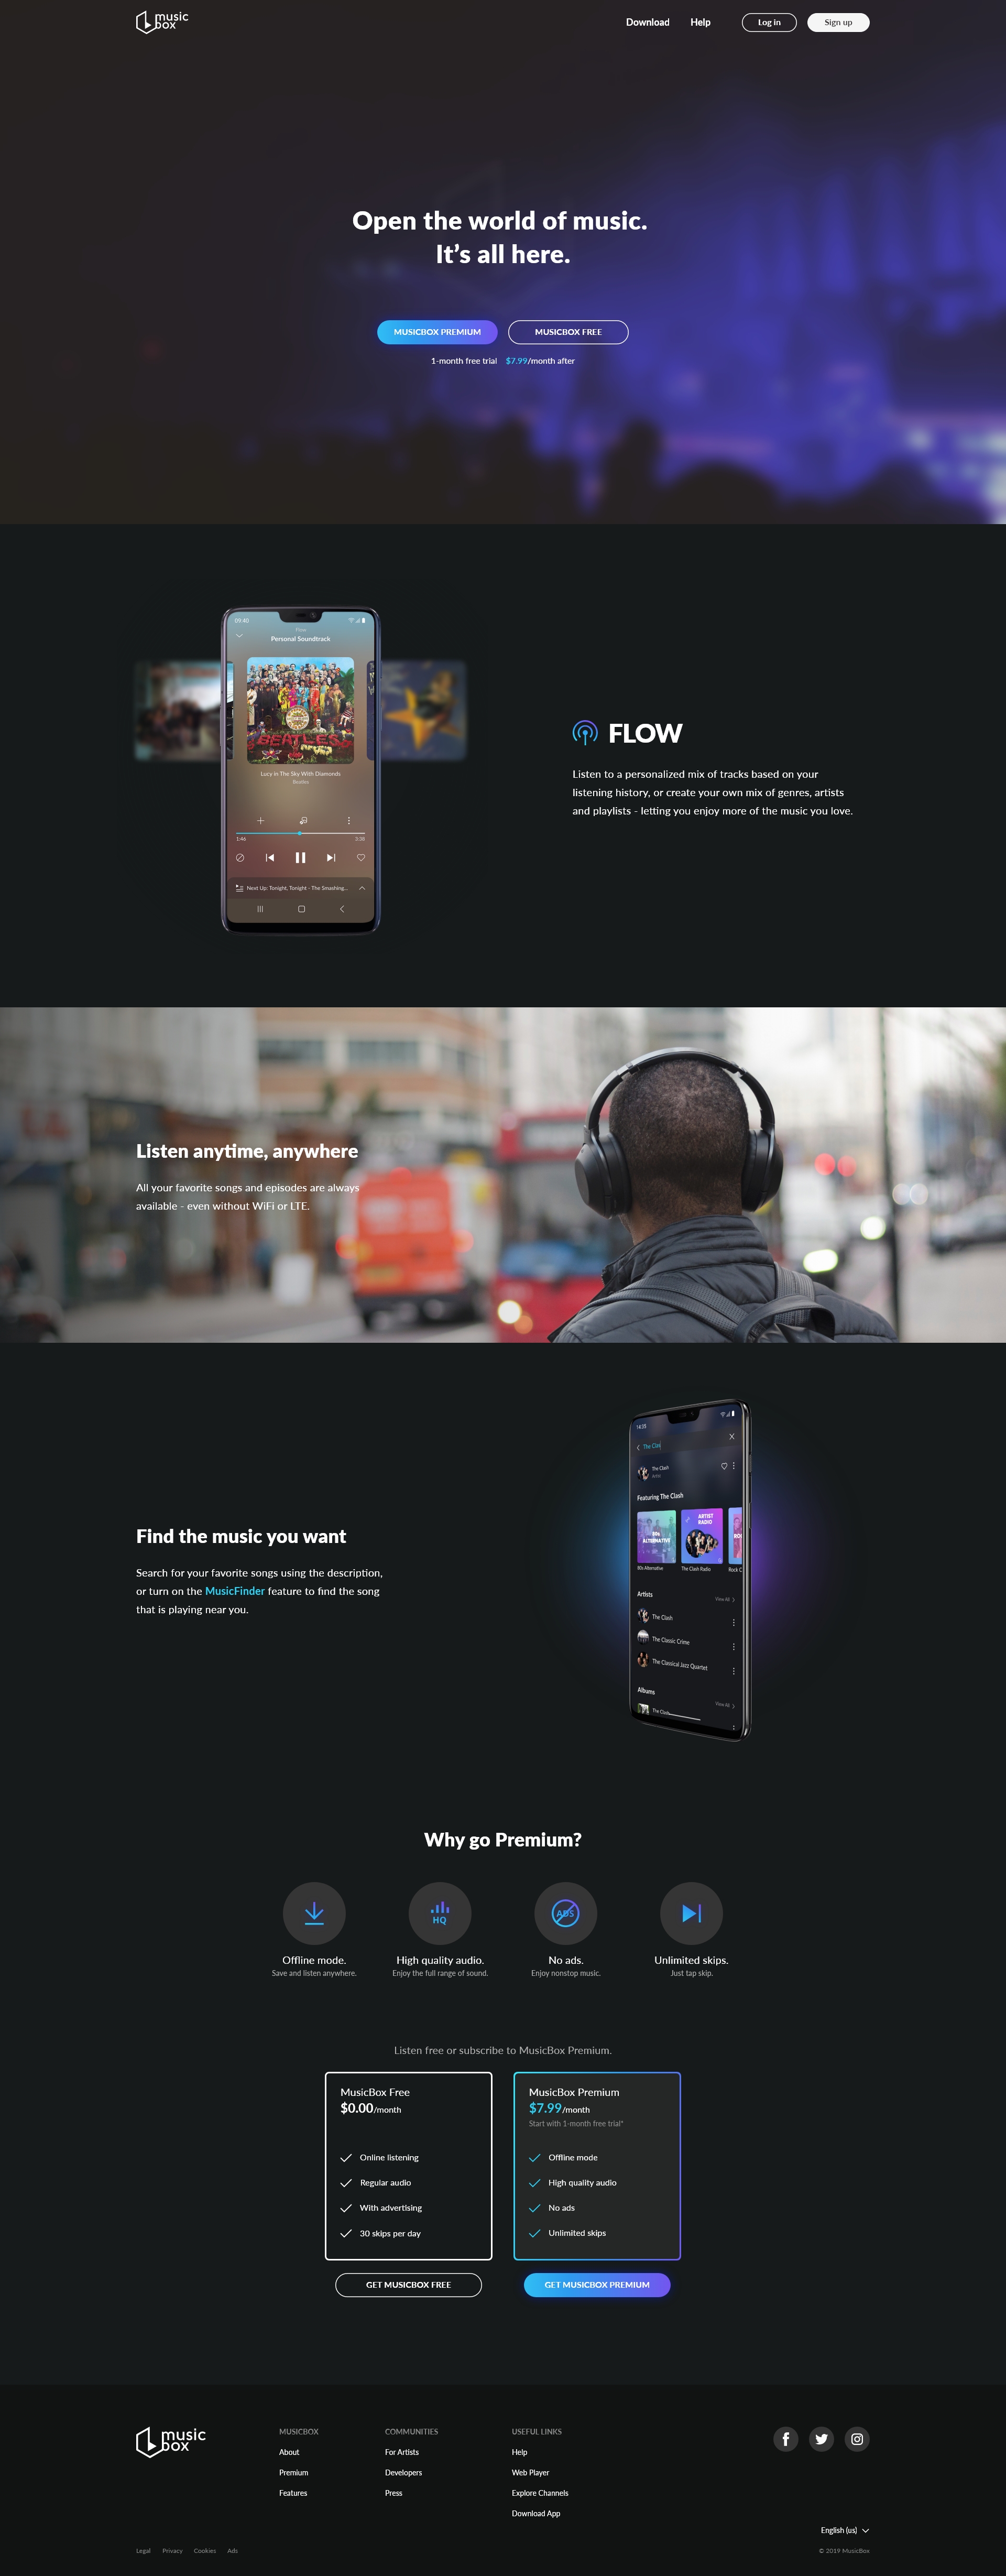 music
box
Download
Help
Log in
Sign up
Open the world of music.
It's all here.
MUSICBOX PREMIUM
MUSICBOX FREE
1-month free trial $7.99/month after
09:40
Flow
Personal Soundtrack
BEATLES
Lucy in The Sky With Diamonds
Beatles
1:46
3:38
Next Up: Tonight, Tonight - The Smashing...
FLOW
Listen to a personalized mix of tracks based on your
listening history, or create your own mix of genres, artists
and playlists - letting you enjoy more of the music you love.
Listen anytime, anywhere
All your favorite songs and episodes are always
available - even without WiFi or LTE.
14:35
The Clas
The Clash
Artist
Featuring The Clash
80s
ALTERNATIVE
ARTIST
RADIO
80s Alternative
The Clash Radio
Rock C
Artists
View All
The Clash
The Classic Crime
The Classical Jazz Quartet
Albums
View All
The Clash
Find the music you want
Search for your favorite songs using the description,
or turn on the MusicFinder feature to find the song
that is playing near you.
Why go Premium?
HQ
ADS
Offline mode.
Save and listen anywhere.
High quality audio.
Enjoy the full range of sound.
No ads.
Enjoy nonstop music.
Unlimited skips.
Just tap skip.
Listen free or subscribe to MusicBox Premium.
MusicBox Free
$0.00/month
Online listening
Regular audio
With advertising
30 skips per day
GET MUSICBOX FREE
MusicBox Premium
$7.99/month
Start with 1-month free trial*
Offline mode
High quality audio
No ads
Unlimited skips
GET MUSICBOX PREMIUM
music
box
MUSICBOX
About
Premium
Features
COMMUNITIES
For Artists
Developers
Press
USEFUL LINKS
Help
Web Player
Explore Channels
Download App
English (us)
Legal
Privacy
Cookies
Ads
© 2019 MusicBox